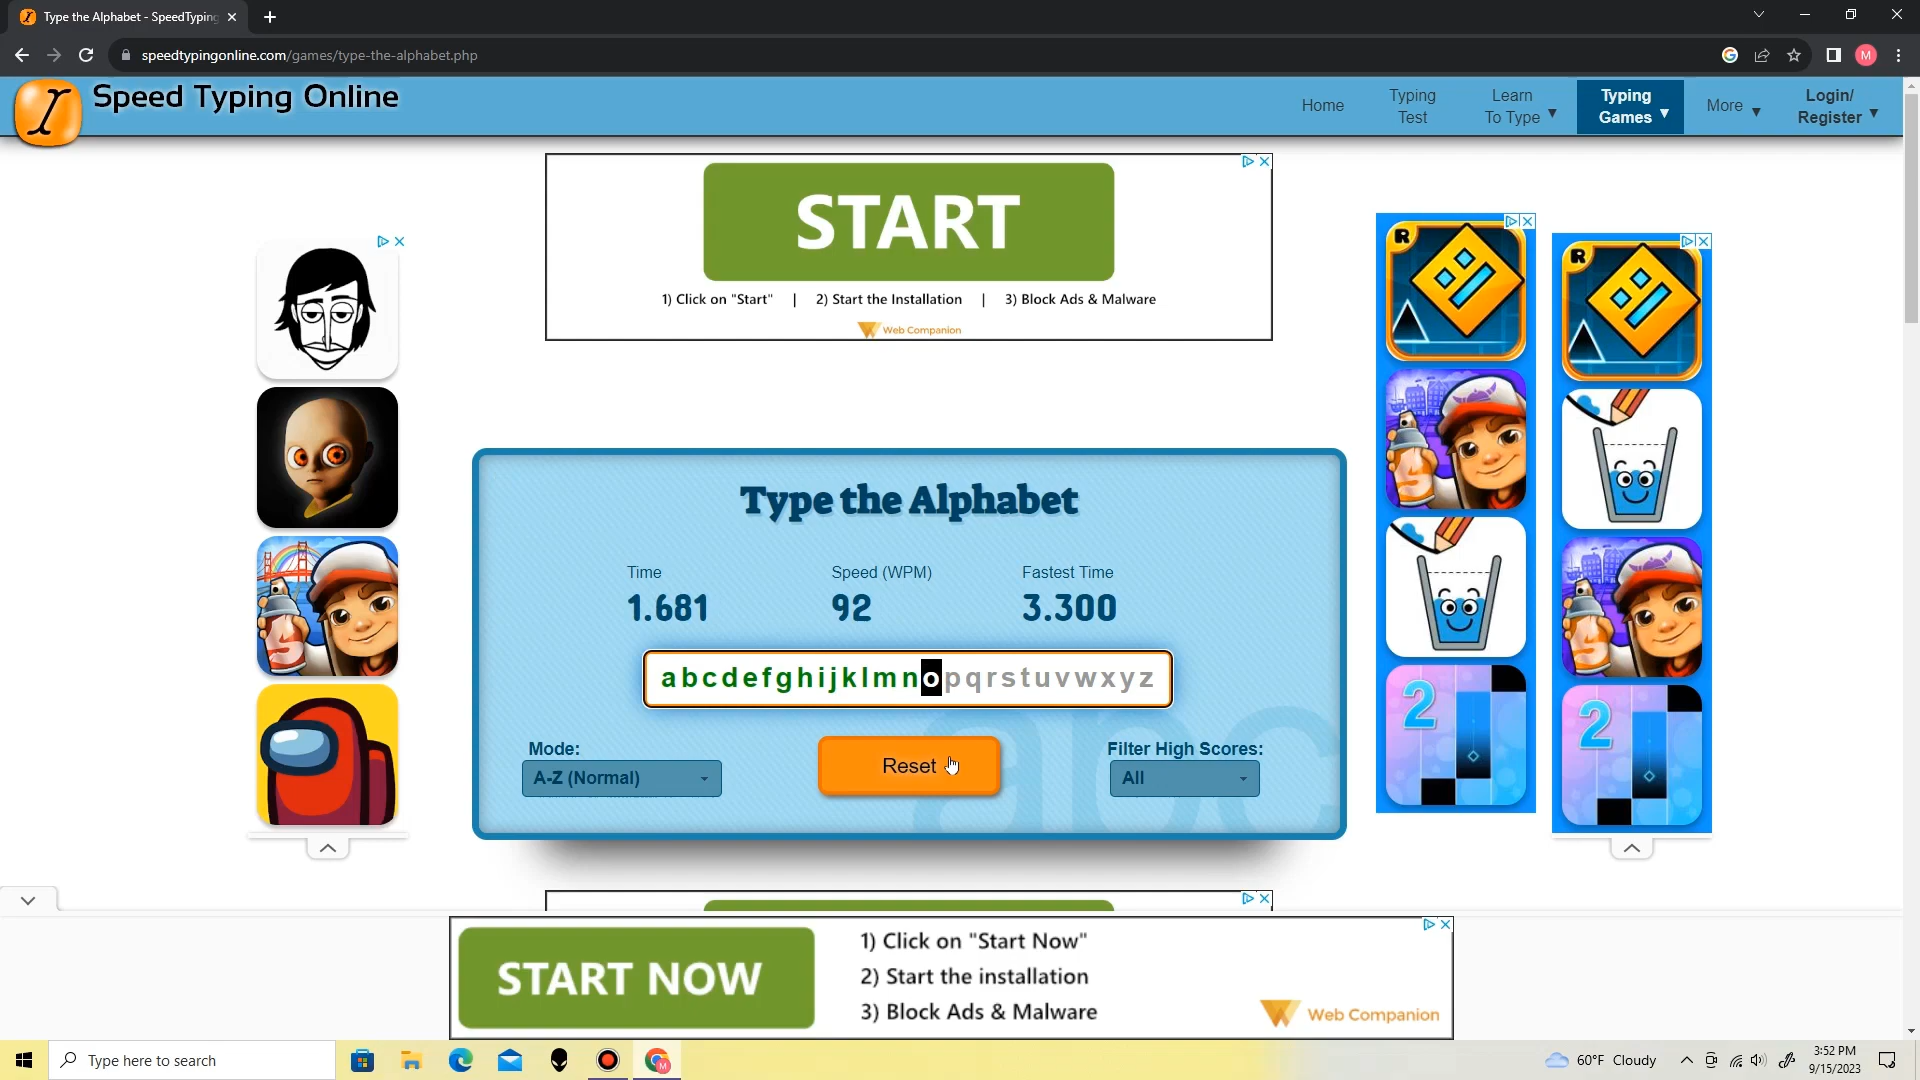 Type the Alphabet - SpeedTyping
speedtypingonline.com/games/type-the-alphabet.php
M
Speed Typing Online
Home
Typing
Test
Learn
To Type
Typing
Games
More
Login/
Register
START
1) Click on "Start" | 2) Start the Installation | 3) Block Ads & Malware
Web Companion
R
R
2
2
Type the Alphabet
Time
1.681
Speed (WPM)
92
Fastest Time
3.300
abcdefghijklmnopqrstuvwxyz
abc
Mode:
A-Z (Normal)
Reset
Filter High Scores:
All
START NOW
1) Click on "Start Now"
2) Start the installation
3) Block Ads & Malware
Web Companion
Type here to search
M
60°F Cloudy
3:52 PM
9/15/2023